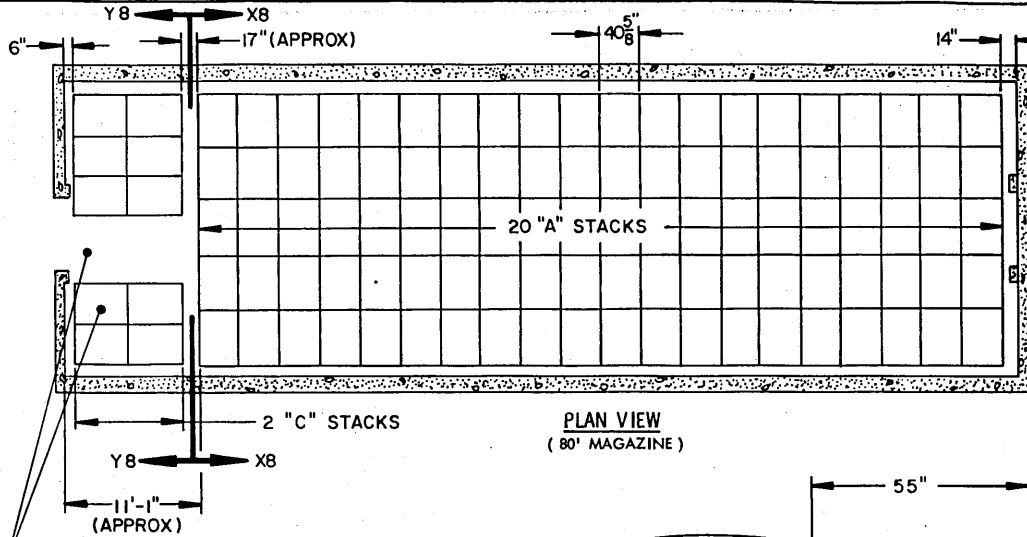 Y8 X8
6" 17"(APPROX) 40 5/8" 14"
20 "A" STACKS
2 "C" STACKS
PLAN VIEW
( 80' MAGAZINE )
Y8 X8
55"
11'-1"
(APPROX)